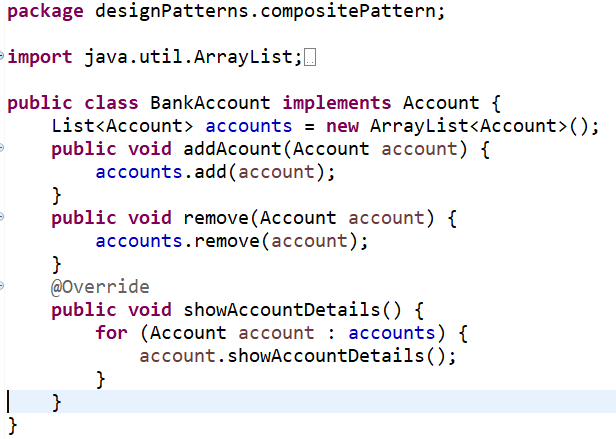 package designPatterns.compositePattern;
import java.util.ArrayList;
public class BankAccount implements Account {
    List<Account> accounts = new ArrayList<Account>();
    public void addAcount(Account account) {
        accounts.add(account);
    }
    public void remove(Account account) {
        accounts.remove(account);
    }
    @Override
    public void showAccountDetails() {
        for (Account account : accounts) {
            account.showAccountDetails();
        }
    }
}